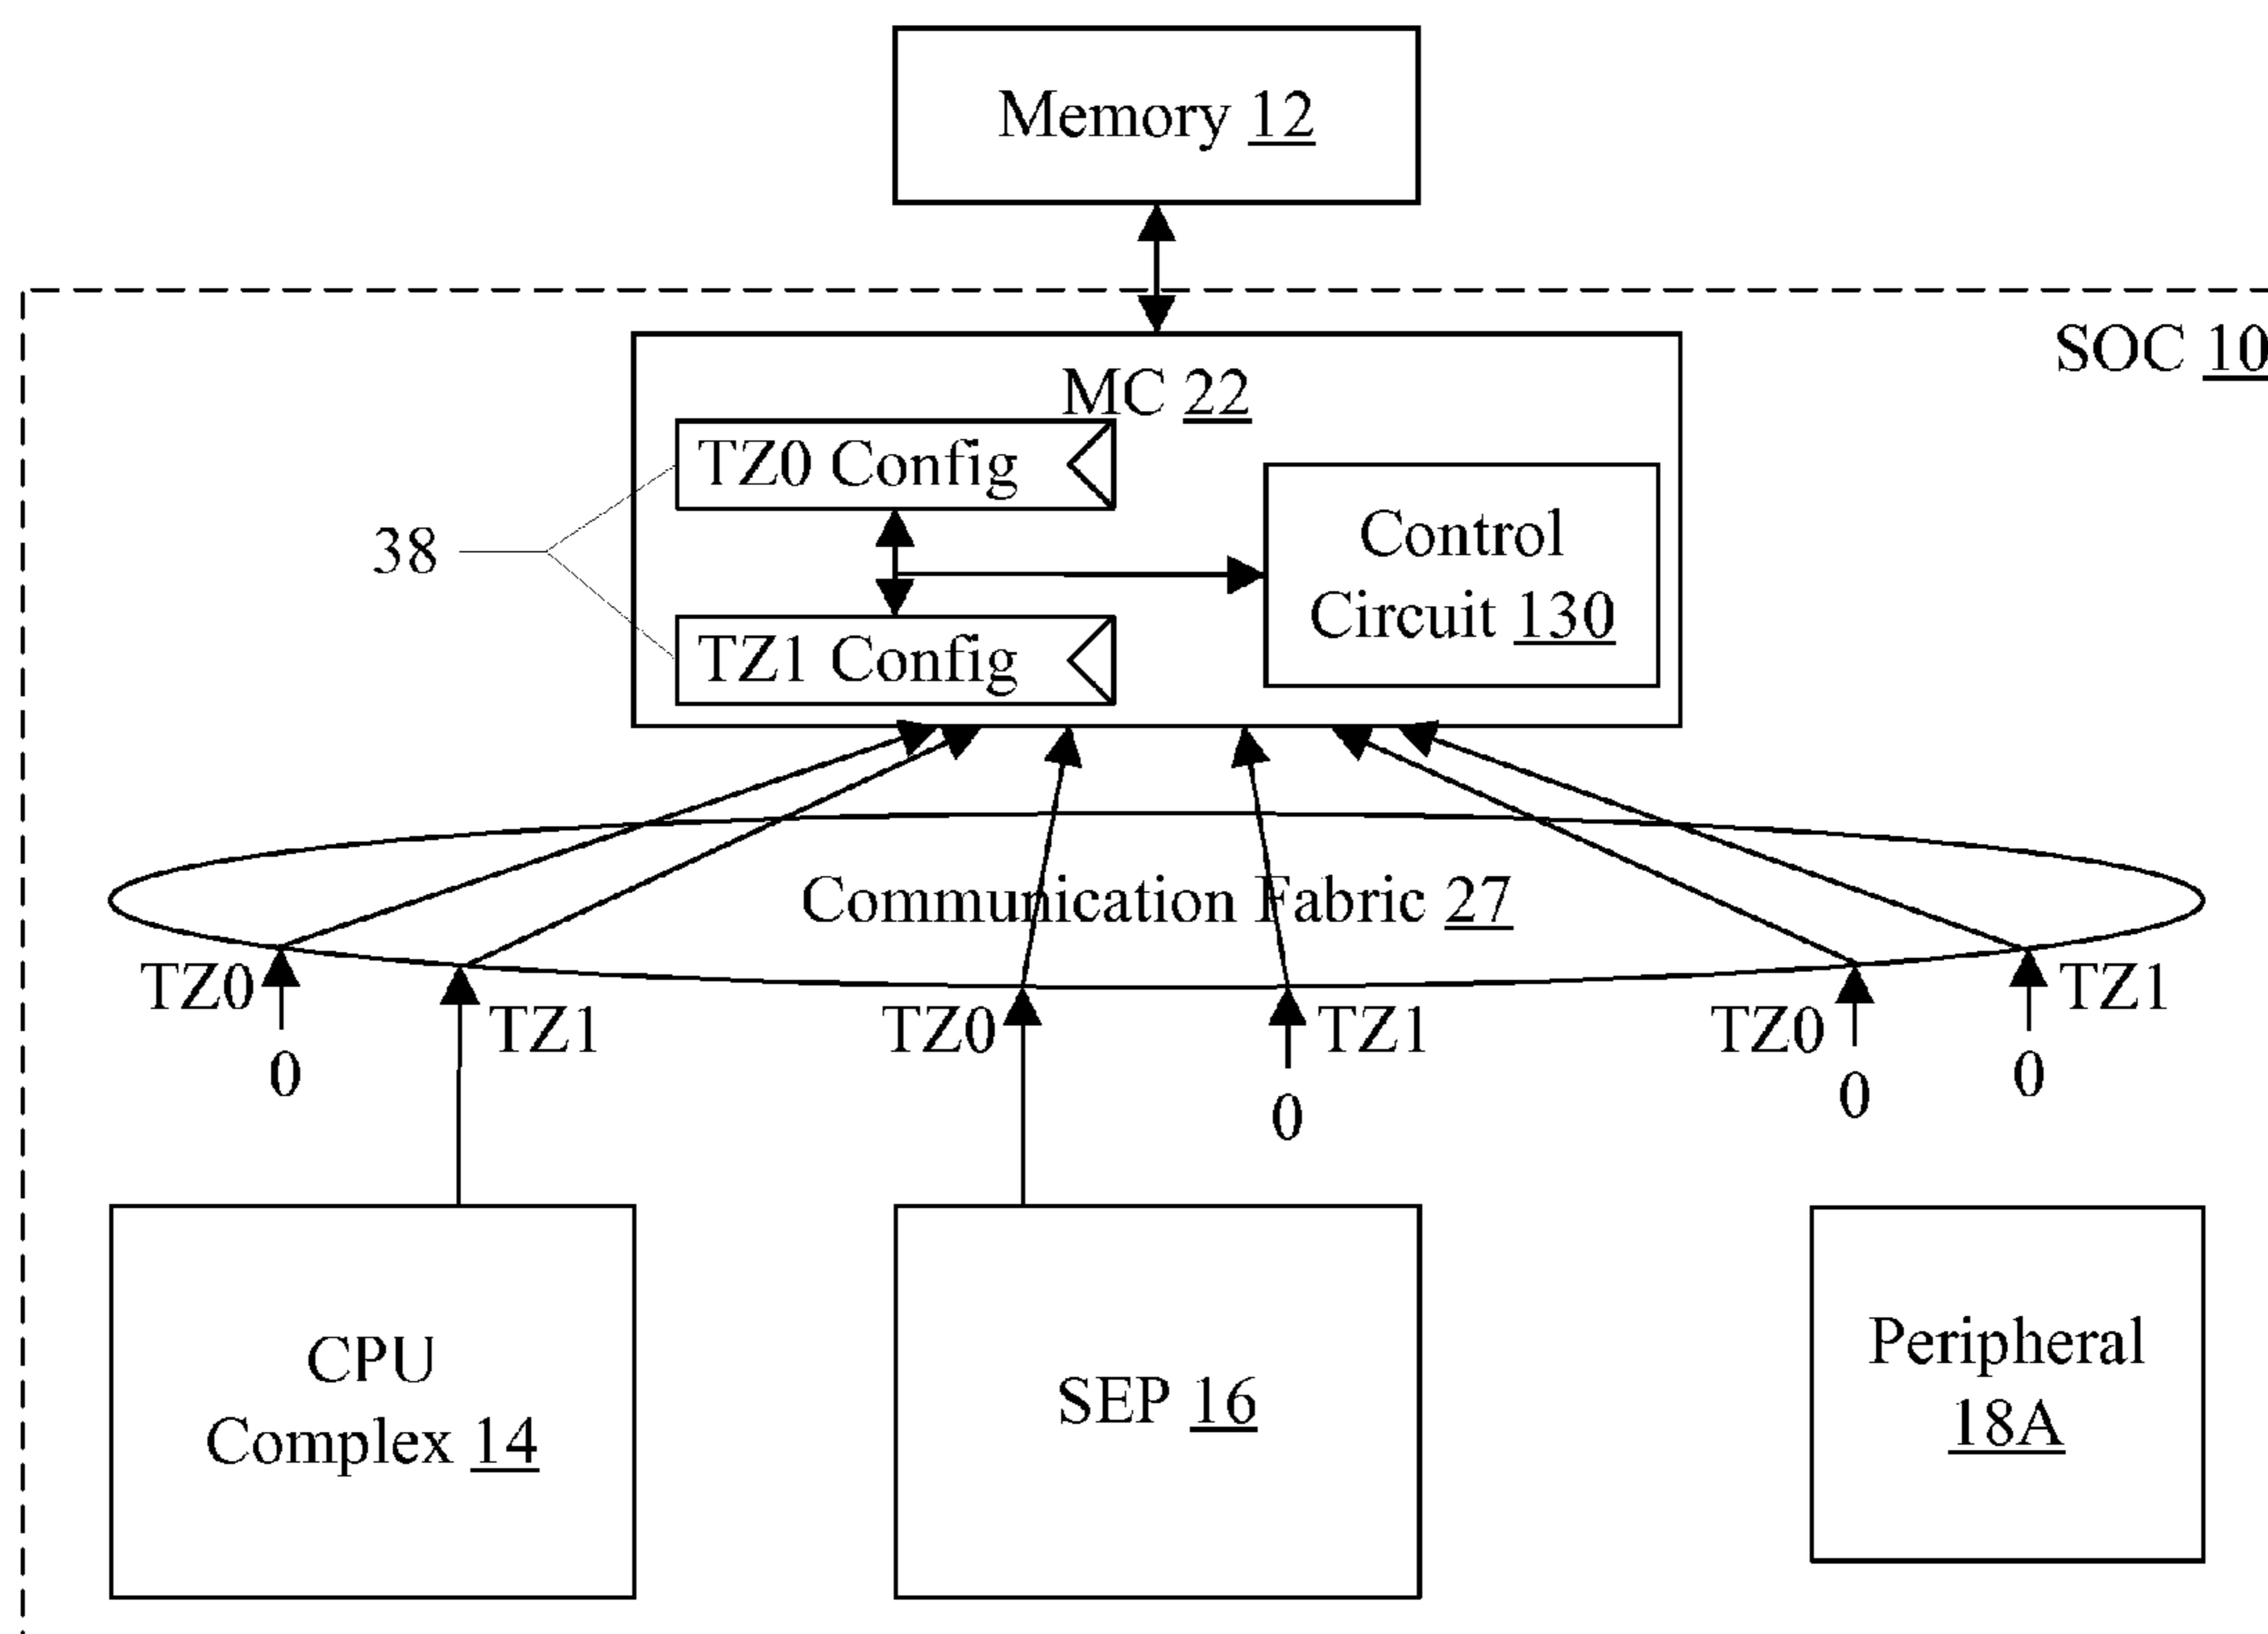 Memory 12
SOC 10
MC 22
TZ0 Config
38
Control
Circuit 130
TZ1 Config
Communication Fabric 27
TZ0
TZ1
TZ0
TZ1
TZ0
TZ1
0
0
0
0
CPU
Complex 14
SEP 16
Peripheral
18A